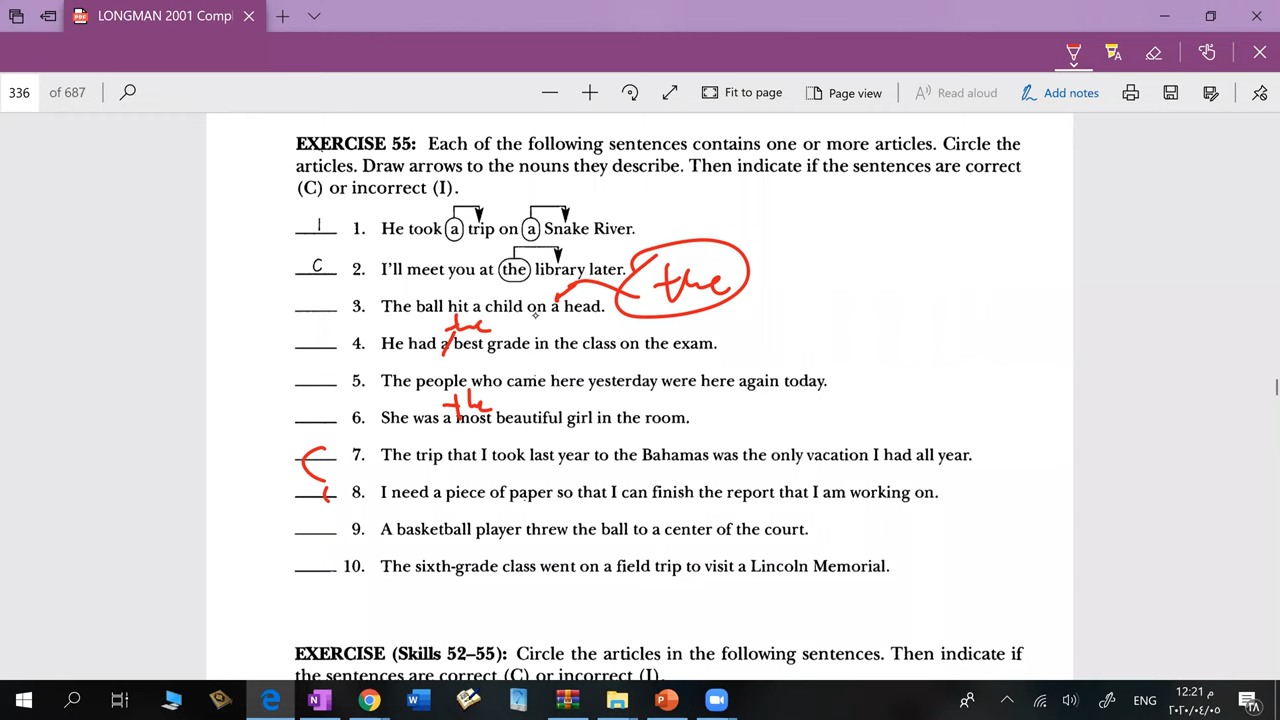 LONGMAN 2001 Compl
336 of 687 Fit to page Page view Read aloud Add notes
EXERCISE 55: Each of the following sentences contains one or more articles. Circle the
articles. Draw arrows to the nouns they describe. Then indicate if the sentences are correct
(C) or incorrect (I).
I 1. He took a trip on a Snake River.
C 2. I'll meet you at the library later.
the
3. The ball hit a child on a head.
the
4. He had a best grade in the class on the exam.
5. The people who came here yesterday were here again today.
the
6. She was a most beautiful girl in the room.
C 7. The trip that I took last year to the Bahamas was the only vacation I had all year.
8. I need a piece of paper so that I can finish the report that I am working on.
9. A basketball player threw the ball to a center of the court.
10. The sixth-grade class went on a field trip to visit a Lincoln Memorial.
EXERCISE (Skills 52–55): Circle the articles in the following sentences. Then indicate if
the sentences are correct (C) or incorrect (I).
ENG 12:21 م
٢٠٢٠/٠٤/٠٥